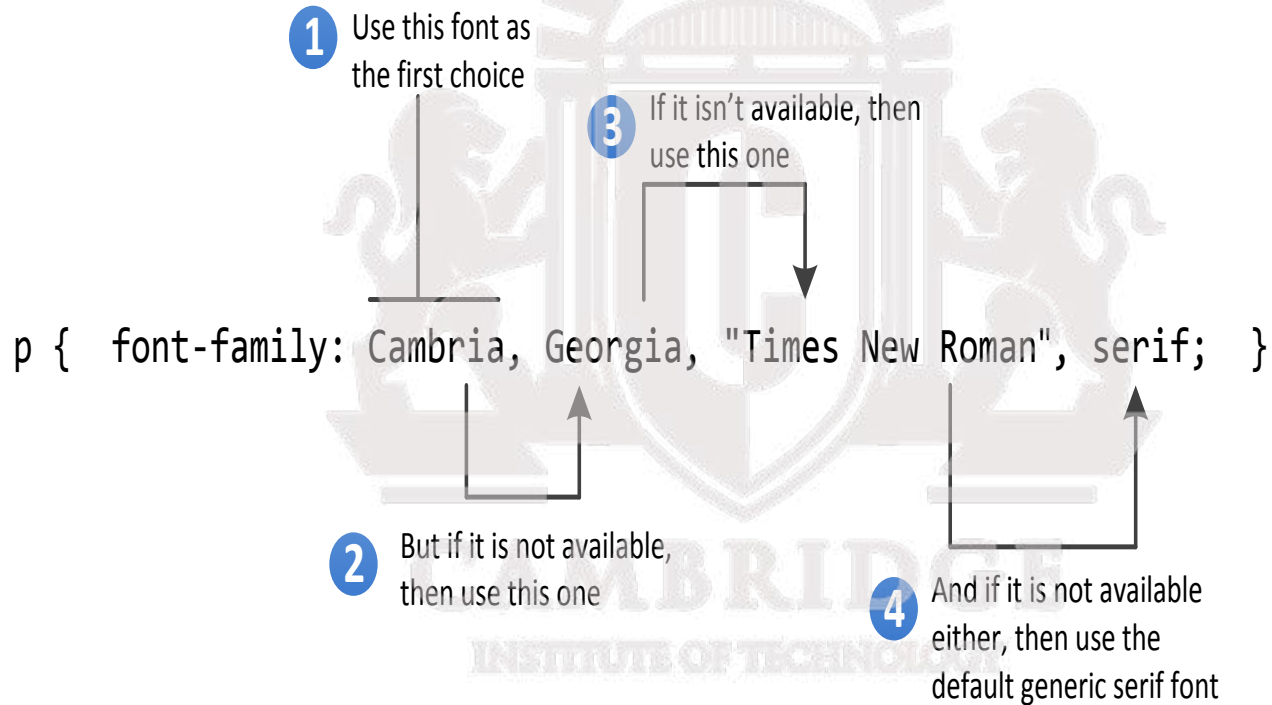 1 Use this font as
the first choice
3 If it isn't available, then
use this one
p { font-family: Cambria, Georgia, "Times New Roman", serif; }
2 But if it is not available,
then use this one
CAMBRIDGE
INSTITUTE OF TECHNOLOGY
4 And if it is not available
either, then use the
default generic serif font